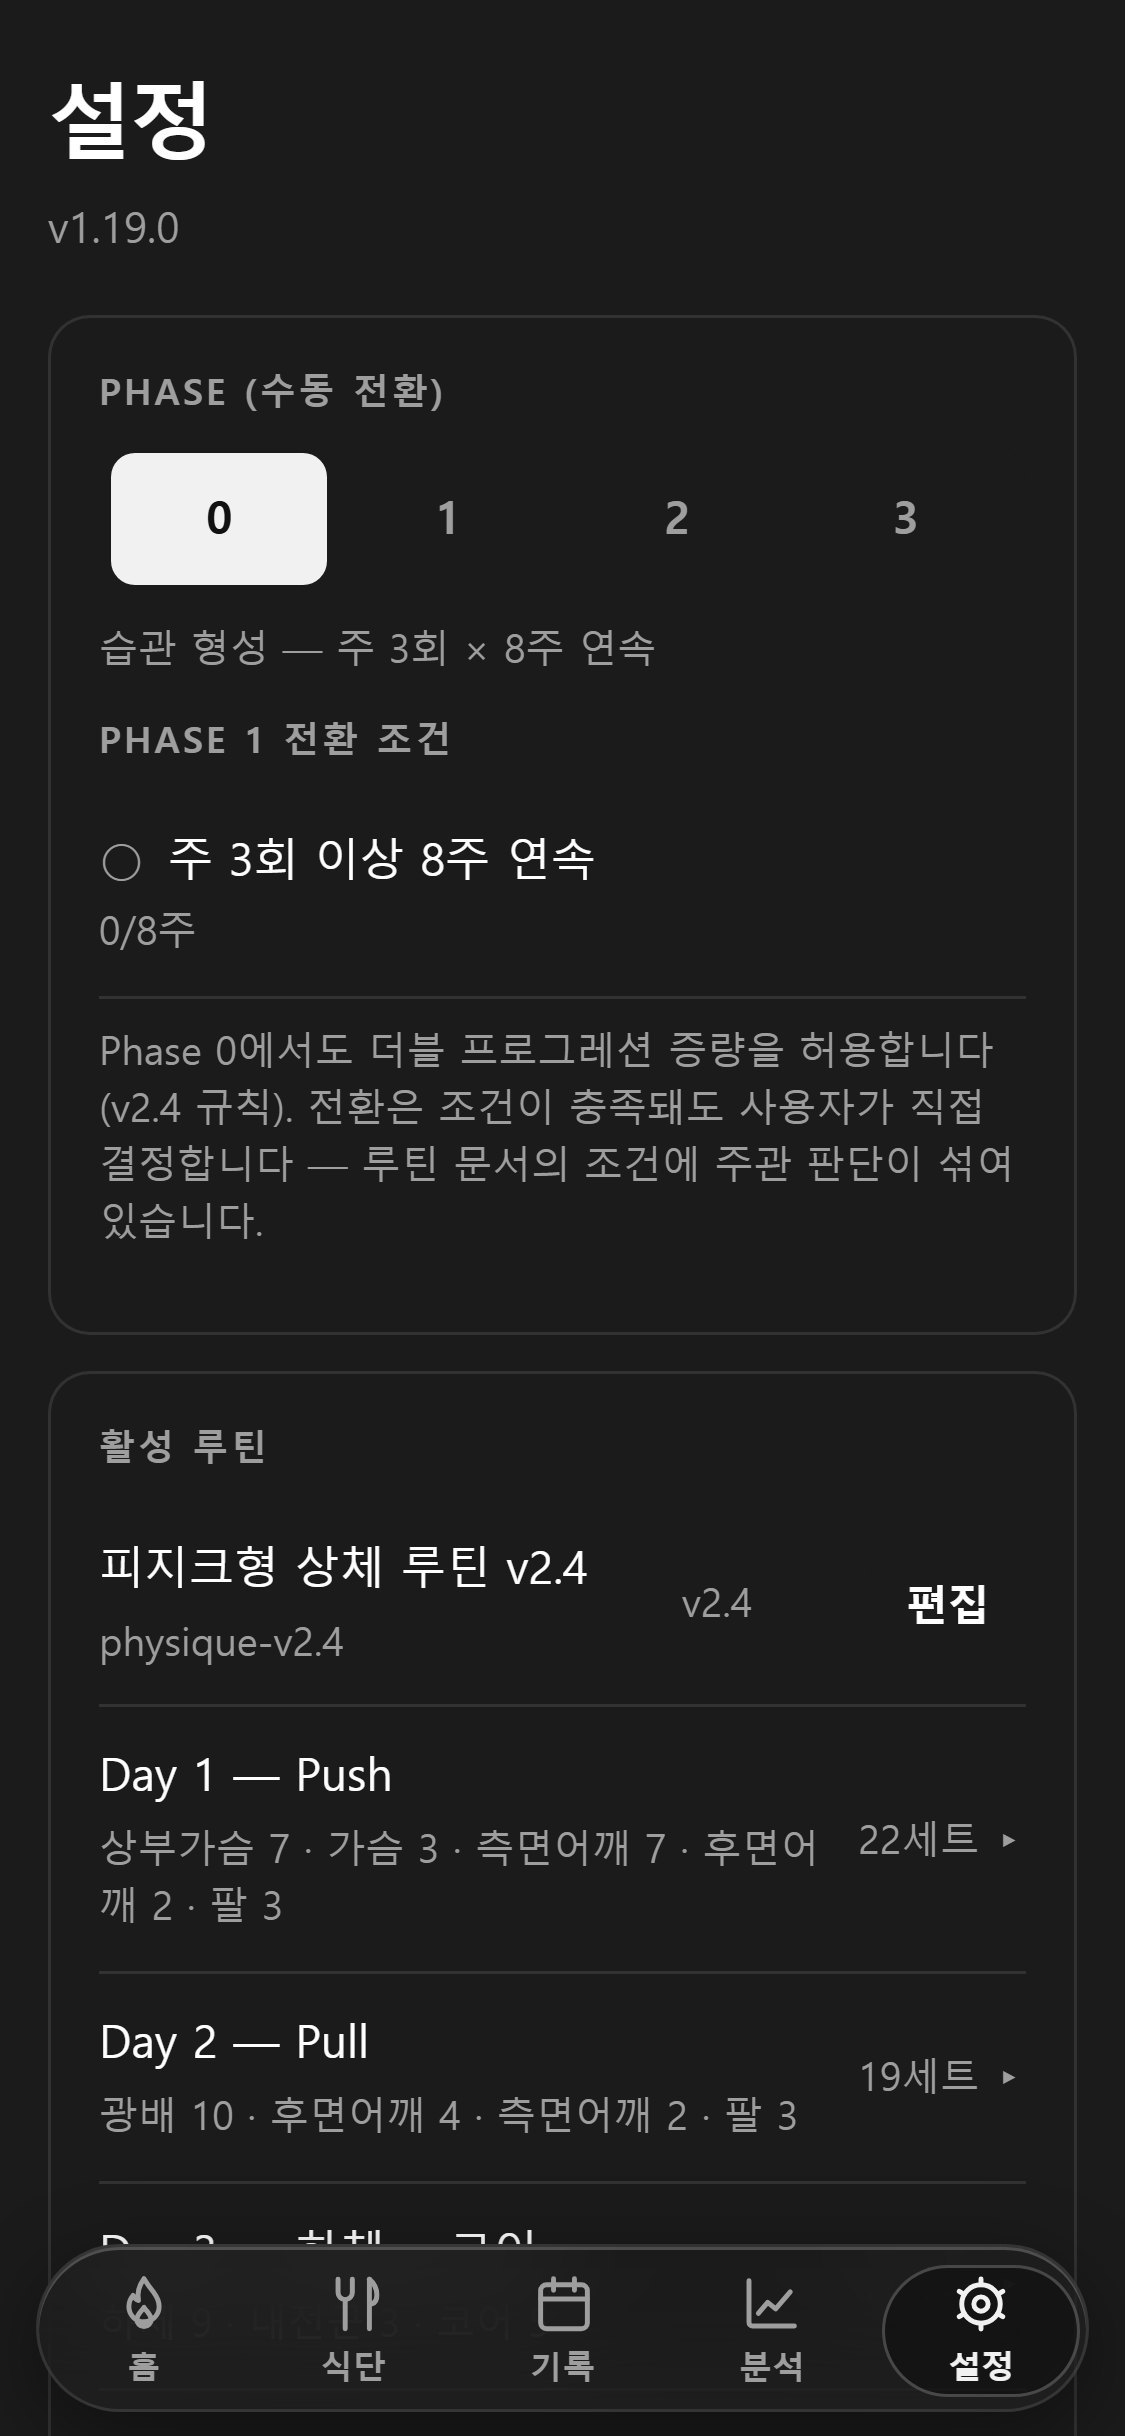 설정
v1.19.0
PHASE (수동 전환)
0 1 2 3
습관 형성 — 주 3회 × 8주 연속
PHASE 1 전환 조건
주 3회 이상 8주 연속
0/8주
Phase 0에서도 더블 프로그레션 증량을 허용합니다
(v2.4 규칙). 전환은 조건이 충족돼도 사용자가 직접
결정합니다 — 루틴 문서의 조건에 주관 판단이 섞여
있습니다.
활성 루틴
피지크형 상체 루틴 v2.4
physique-v2.4
v2.4
편집
Day 1 — Push
상부가슴 7 · 가슴 3 · 측면어깨 7 · 후면어
깨 2 · 팔 3
22세트 ▸
Day 2 — Pull
광배 10 · 후면어깨 4 · 측면어깨 2 · 팔 3
19세트 ▸
홈 식단 기록 분석 설정